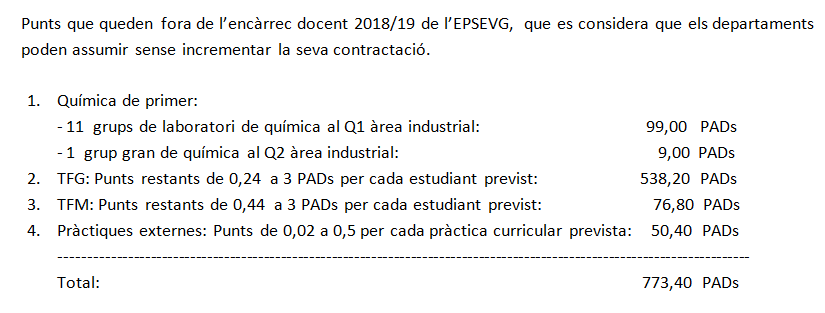 Punts que queden fora de l’encàrrec docent 2018/19 de l’EPSEVG, que es considera que els departaments
poden assumir sense incrementar la seva contractació.
1. Química de primer:
- 11 grups de laboratori de química al Q1 àrea industrial: 99,00 PADs
- 1 grup gran de química al Q2 àrea industrial: 9,00 PADs
2. TFG: Punts restants de 0,24 a 3 PADs per cada estudiant previst: 538,20 PADs
3. TFM: Punts restants de 0,44 a 3 PADs per cada estudiant previst: 76,80 PADs
4. Pràctiques externes: Punts de 0,02 a 0,5 per cada pràctica curricular prevista: 50,40 PADs
Total: 773,40 PADs